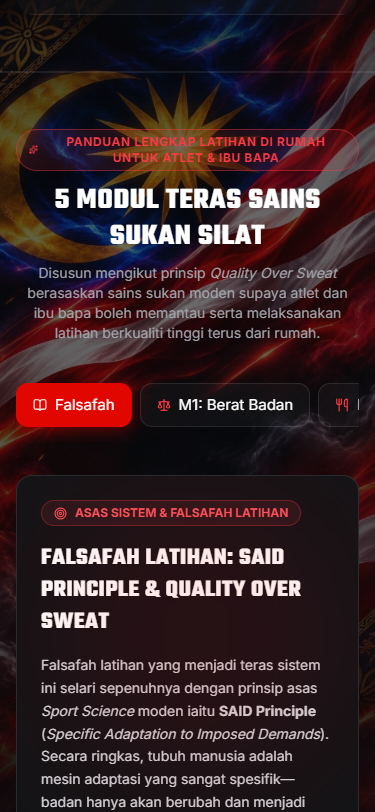 PANDUAN LENGKAP LATIHAN DI RUMAH
UNTUK ATLET & IBU BAPA
5 MODUL TERAS SAINS
SUKAN SILAT
Disusun mengikut prinsip Quality Over Sweat
berasaskan sains sukan moden supaya atlet dan
ibu bapa boleh memantau serta melaksanakan
latihan berkualiti tinggi terus dari rumah.
Falsafah
M1: Berat Badan
ASAS SISTEM & FALSAFAH LATIHAN
FALSAFAH LATIHAN: SAID
PRINCIPLE & QUALITY OVER
SWEAT
Falsafah latihan yang menjadi teras sistem
ini selari sepenuhnya dengan prinsip asas
Sport Science moden iaitu SAID Principle
(Specific Adaptation to Imposed Demands).
Secara ringkas, tubuh manusia adalah
mesin adaptasi yang sangat spesifik—
badan hanya akan berubah dan menjadi